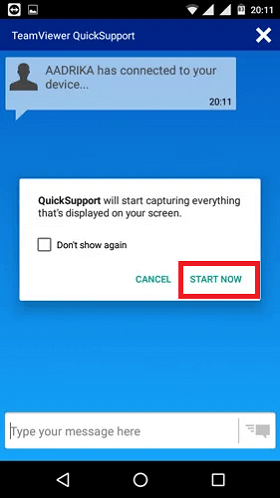 20:11
TeamViewer QuickSupport
AADRIKA has connected to your
device...
20:11
QuickSupport will start capturing everything
that's displayed on your screen.
Don't show again
CANCEL
START NOW
Type your message here